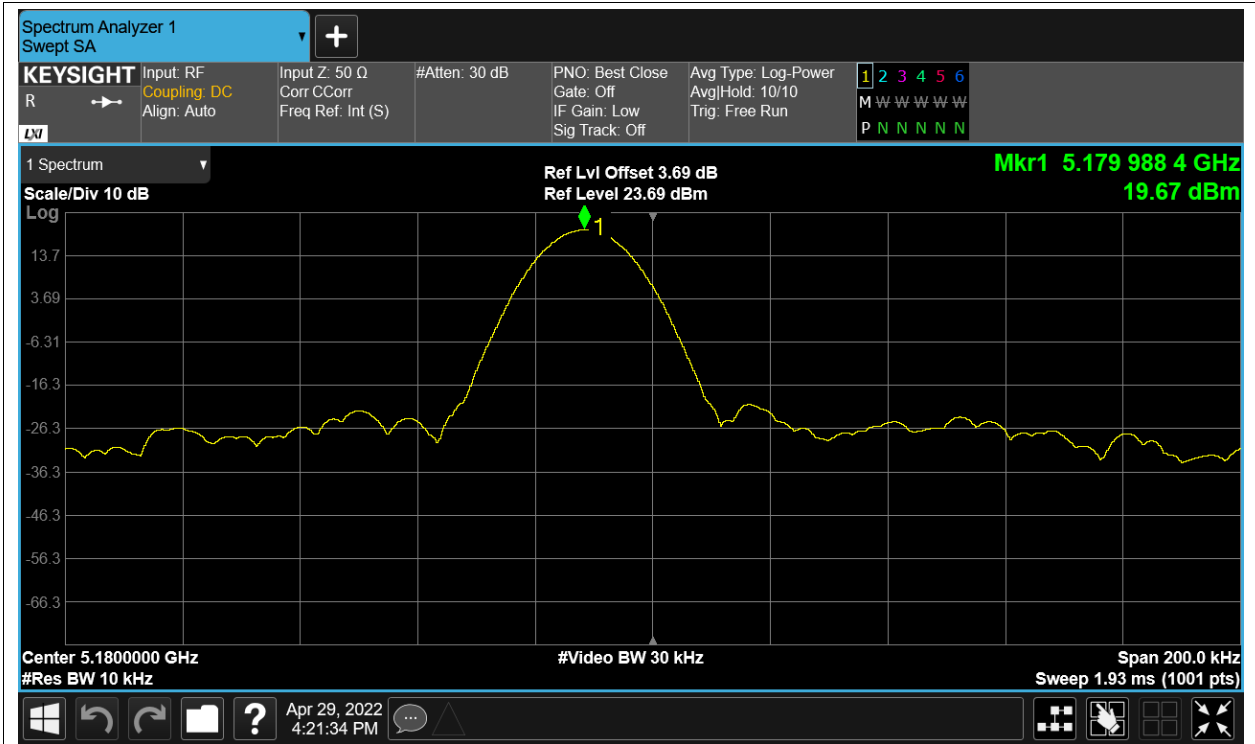 Spectrum Analyzer 1
Swept SA
KEYSIGHT
R
LXI
Input: RF
Coupling: DC
Align: Auto
Input Z: 50 Ω
Corr CCorr
Freq Ref: Int (S)
#Atten: 30 dB
PNO: Best Close
Gate: Off
IF Gain: Low
Sig Track: Off
Avg Type: Log-Power
Avg|Hold: 10/10
Trig: Free Run
1 2 3 4 5 6
M W W W W W
P N N N N N
1 Spectrum
Scale/Div 10 dB
Ref Lvl Offset 3.69 dB
Ref Level 23.69 dBm
Mkr1 5.179 988 4 GHz
19.67 dBm
Log
1
13.7
3.69
-6.31
-16.3
-26.3
-36.3
-46.3
-56.3
-66.3
Center 5.1800000 GHz
#Video BW 30 kHz
Span 200.0 kHz
#Res BW 10 kHz
Sweep 1.93 ms (1001 pts)
?
Apr 29, 2022
4:21:34 PM